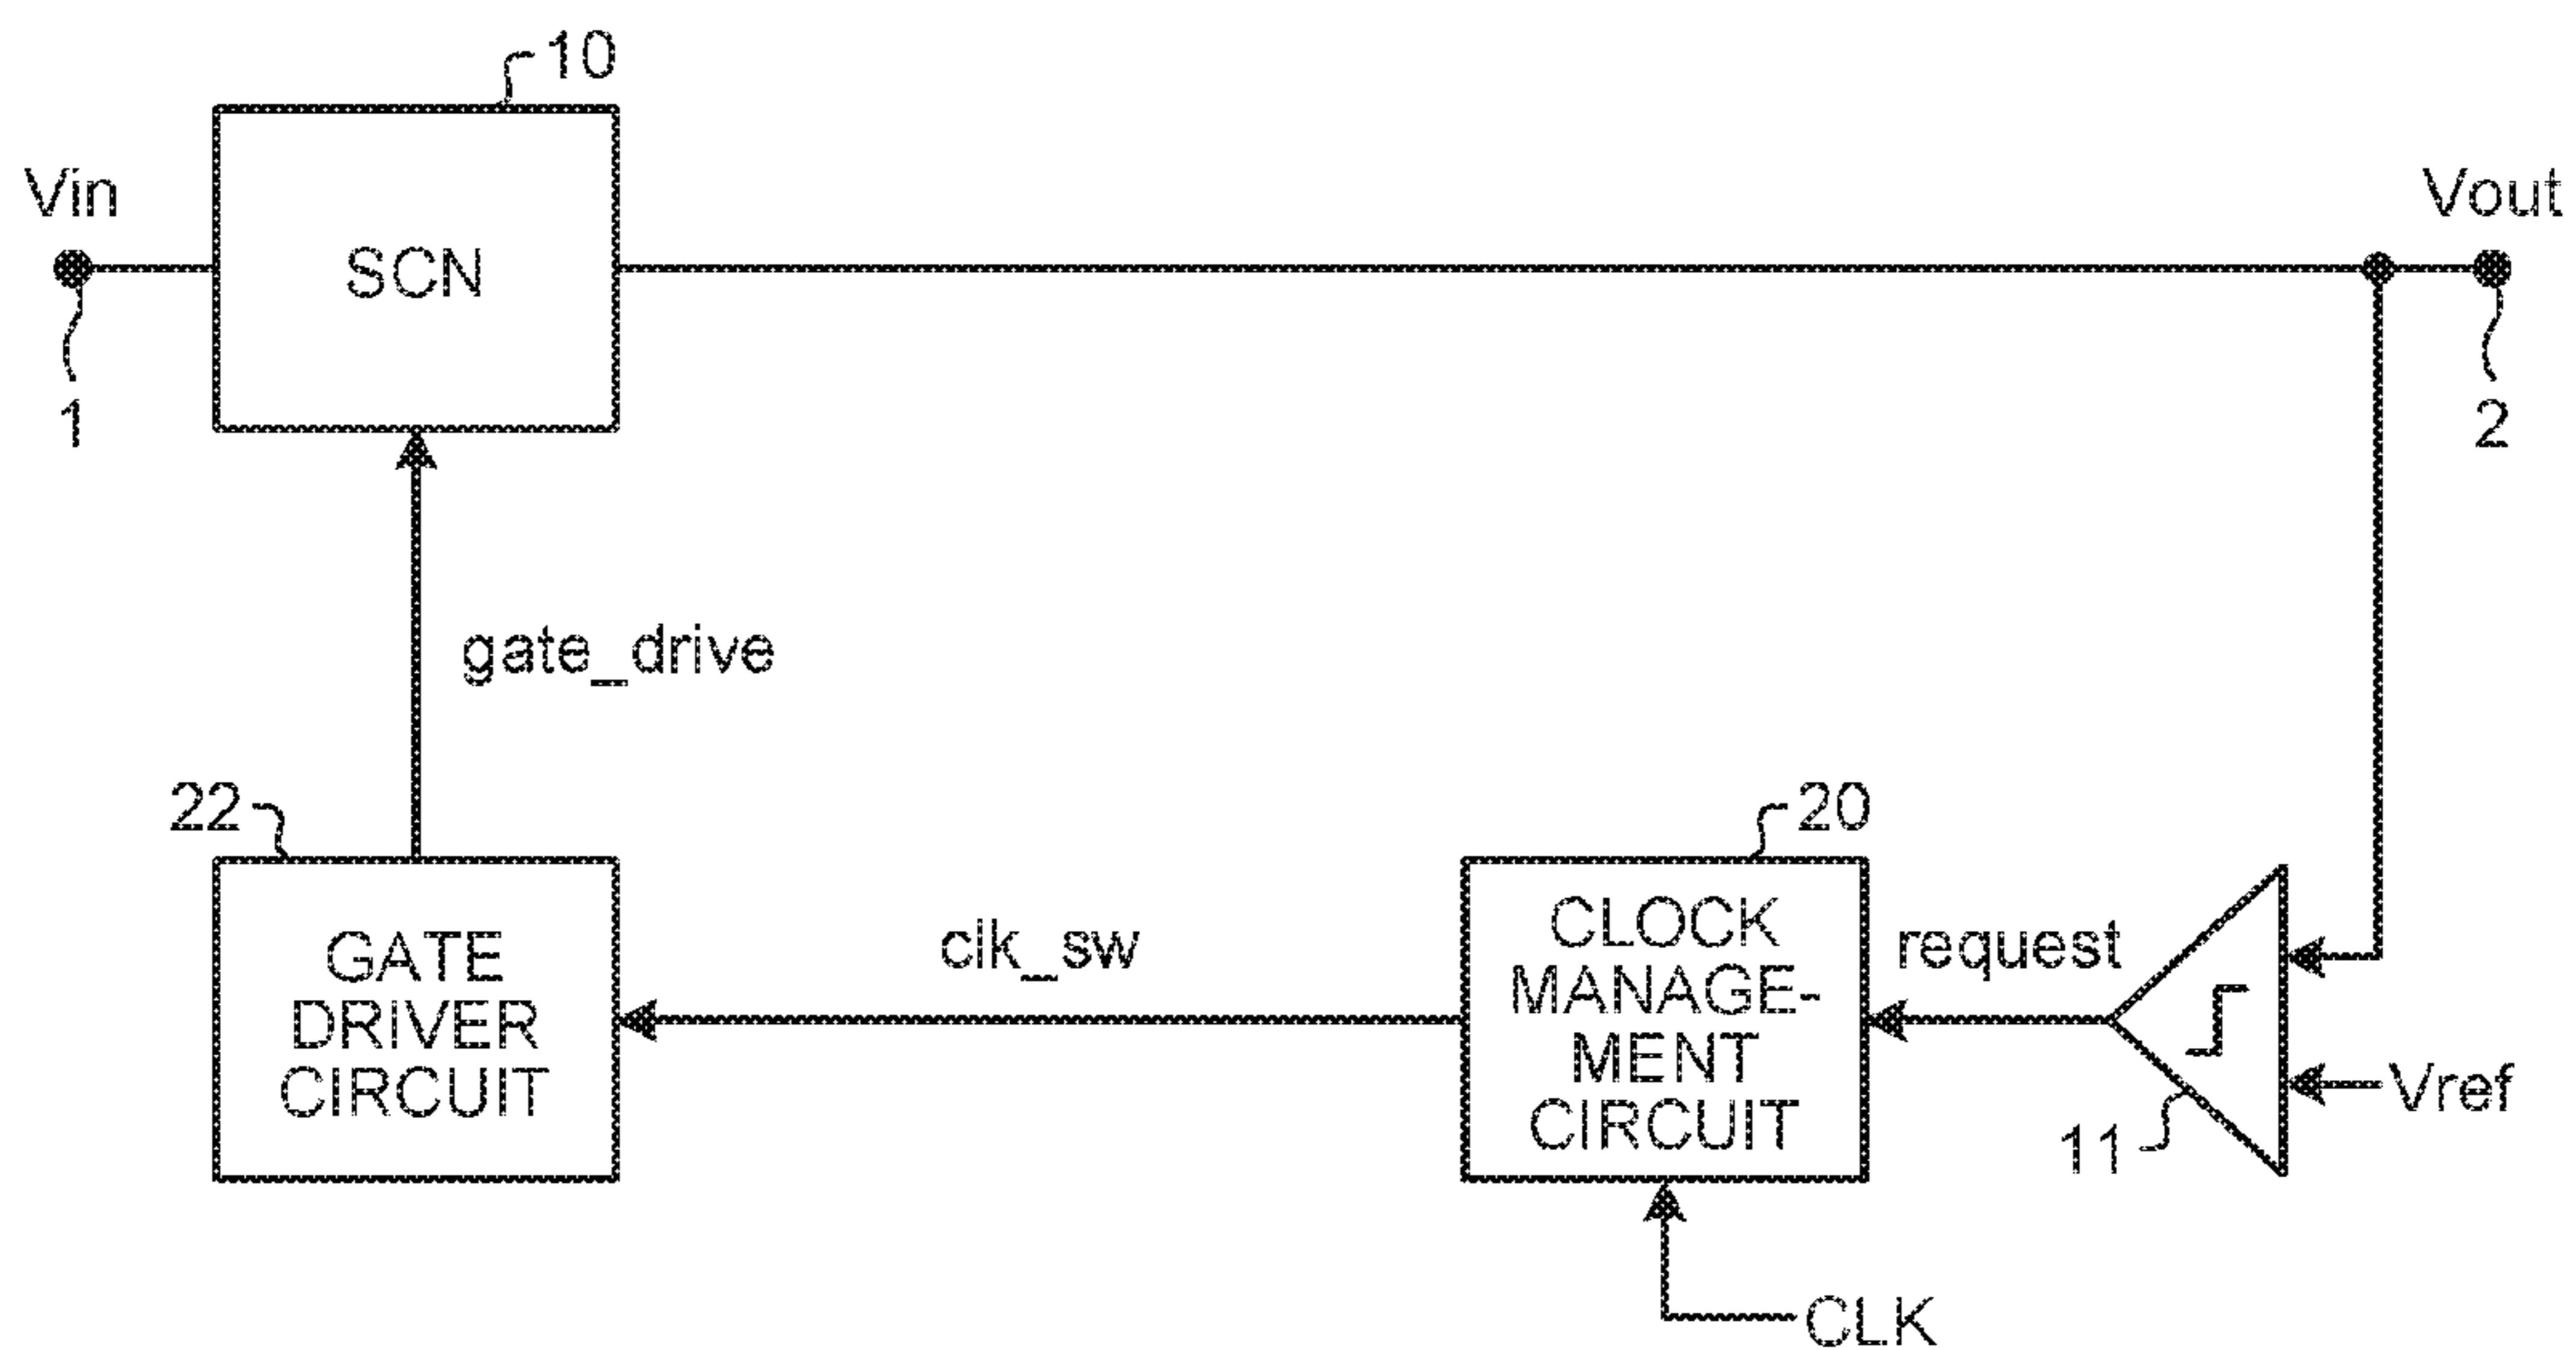 10
Vin
Vout
SCN
1
2
gate_drive
22
20
GATE
DRIVER
CIRCUIT
clk_sw
CLOCK
MANAGE-
MENT
CIRCUIT
request
Vref
11
CLK